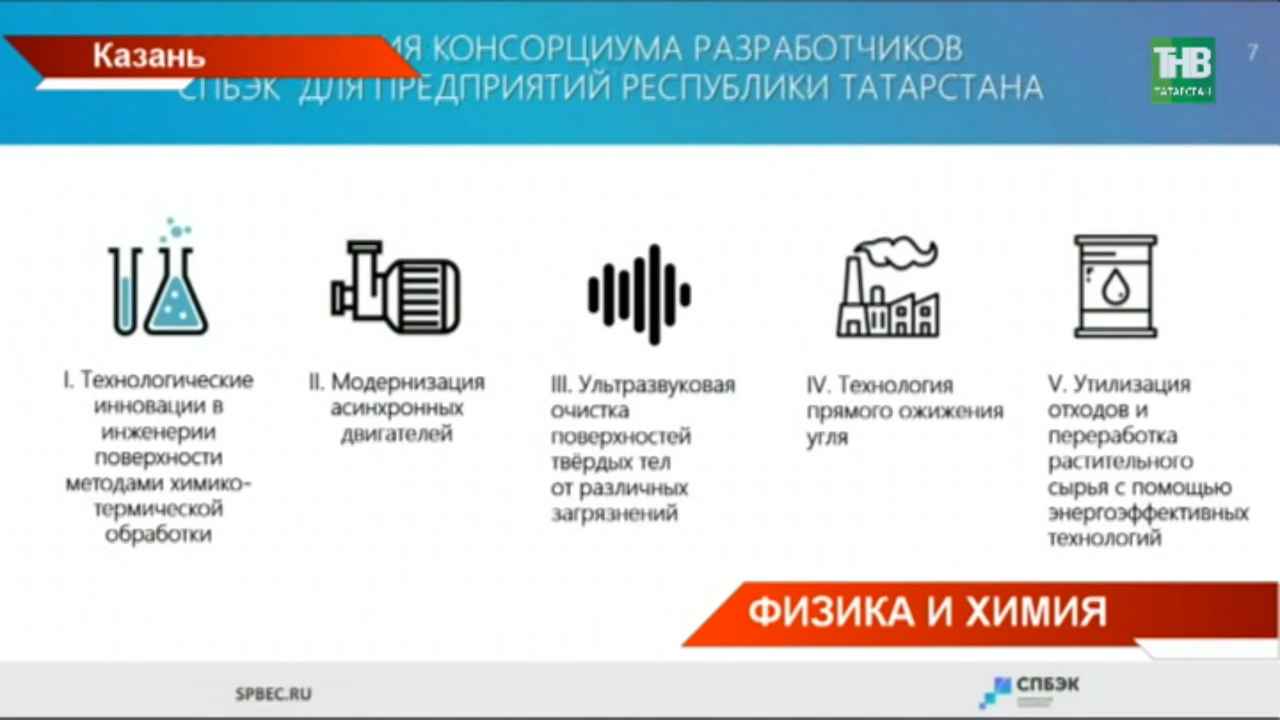 Казань
ИЯ КОНСОРЦИУМА РАЗРАБОТЧИКОВ
СПБЭК ДЛЯ ПРЕДПРИЯТИЙ РЕСПУБЛИКИ ТАТАРСТАНА
7
ТНВ
ТАТАРСТАН
I. Технологические
инновации в
инженерии
поверхности
методами химико-
термической
обработки
II. Модернизация
асинхронных
двигателей
III. Ультразвуковая
очистка
поверхностей
твёрдых тел
от различных
загрязнений
IV. Технология
прямого ожижения
угля
V. Утилизация
отходов и
переработка
растительного
сырья с помощью
энергоэффективных
технологий
ФИЗИКА И ХИМИЯ
SPBEC.RU
СПБЭК